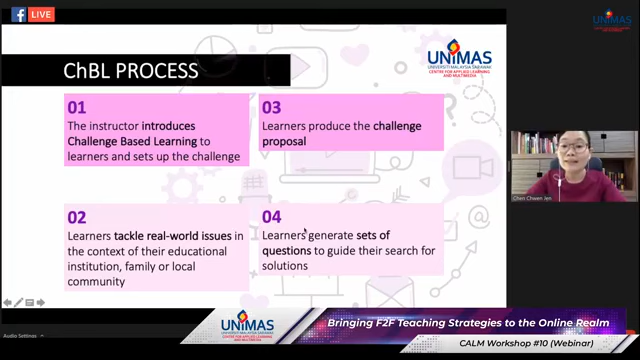 LIVE
UNIMAS
UNIVERSITI MALAYSIA SARAWAK
CENTRE FOR APPLIED LEARNING
AND MULTIMEDIA
UNIMAS
ChBL PROCESS
01
The instructor introduces
Challenge Based Learning to
learners and sets up the challenge
03
Learners produce the challenge
proposal
02
Learners tackle real-world issues in
the context of their educational
institution, family or local
community
04
Learners generate sets of
questions to guide their search for
solutions
Chen Chwen Jen
Audio Settings
UNIMAS
Bringing F2F Teaching Strategies to the Online Realm
CALM Workshop #10 (Webinar)